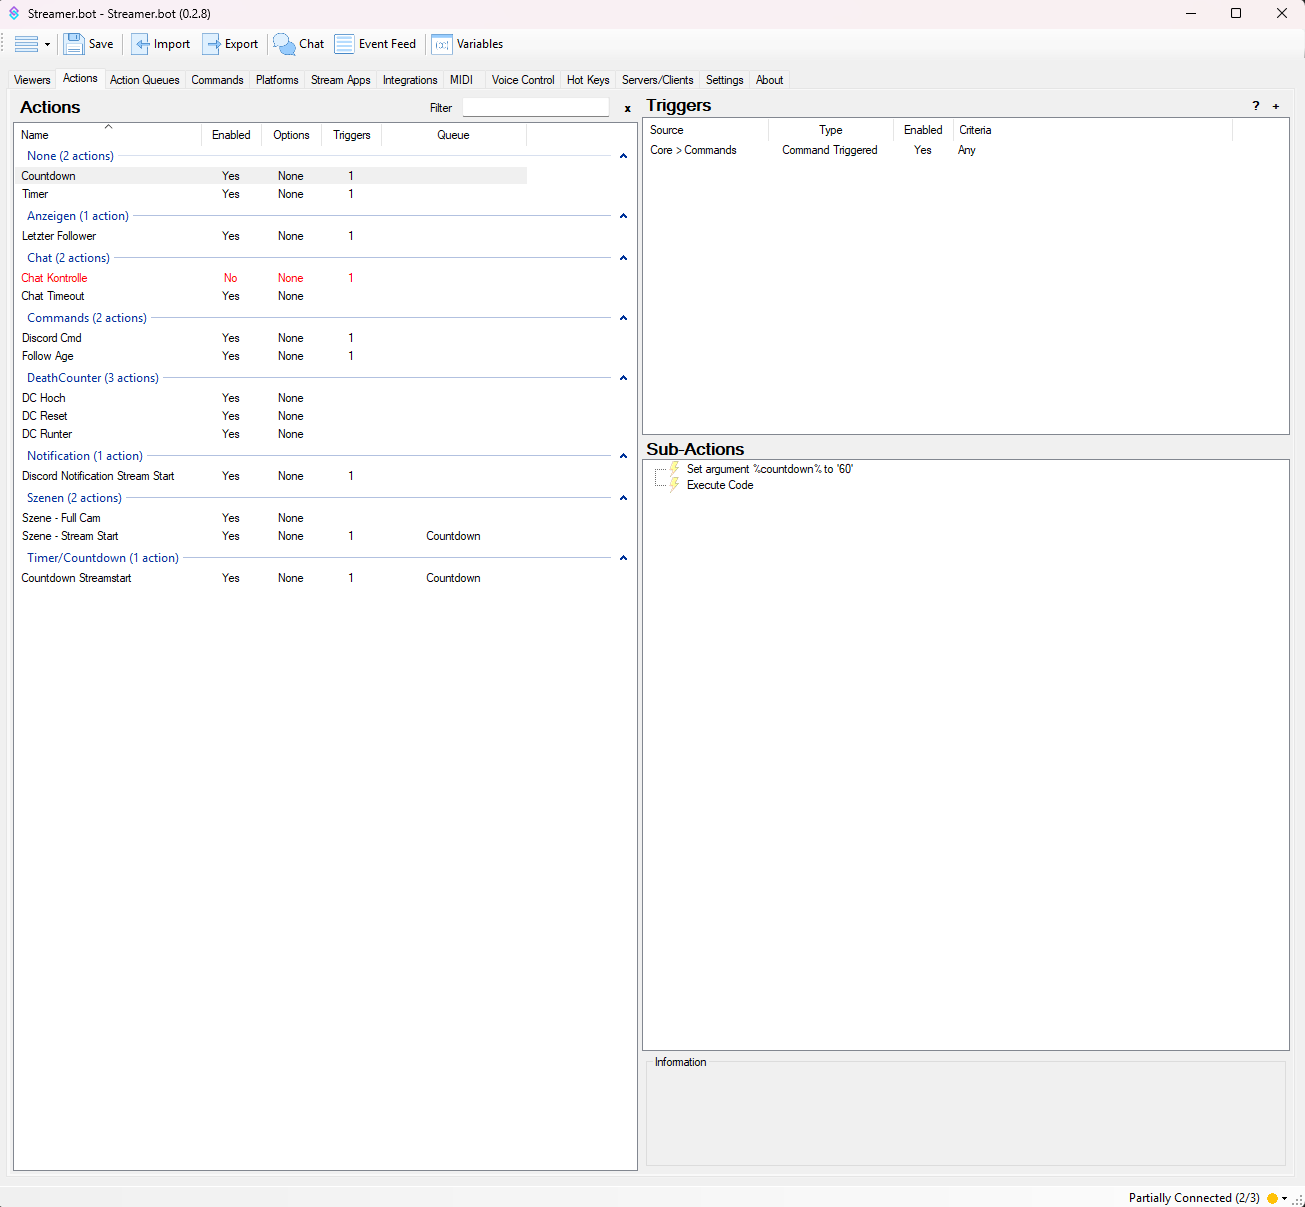 Streamer.bot - Streamer.bot (0.2.8)
Save Import Export Chat Event Feed Variables
Viewers Actions Action Queues Commands Platforms Stream Apps Integrations MIDI Voice Control Hot Keys Servers/Clients Settings About
Actions
Filter
x
Name Enabled Options Triggers Queue
None (2 actions)
Countdown Yes None 1
Timer Yes None 1
Anzeigen (1 action)
Letzter Follower Yes None 1
Chat (2 actions)
Chat Kontrolle No None 1
Chat Timeout Yes None
Commands (2 actions)
Discord Cmd Yes None 1
Follow Age Yes None 1
DeathCounter (3 actions)
DC Hoch Yes None
DC Reset Yes None
DC Runter Yes None
Notification (1 action)
Discord Notification Stream Start Yes None 1
Szenen (2 actions)
Szene - Full Cam Yes None
Szene - Stream Start Yes None 1 Countdown
Timer/Countdown (1 action)
Countdown Streamstart Yes None 1 Countdown
Triggers
? +
Source Type Enabled Criteria
Core > Commands Command Triggered Yes Any
Sub-Actions
Set argument %countdown% to '60'
Execute Code
Information
Partially Connected (2/3)